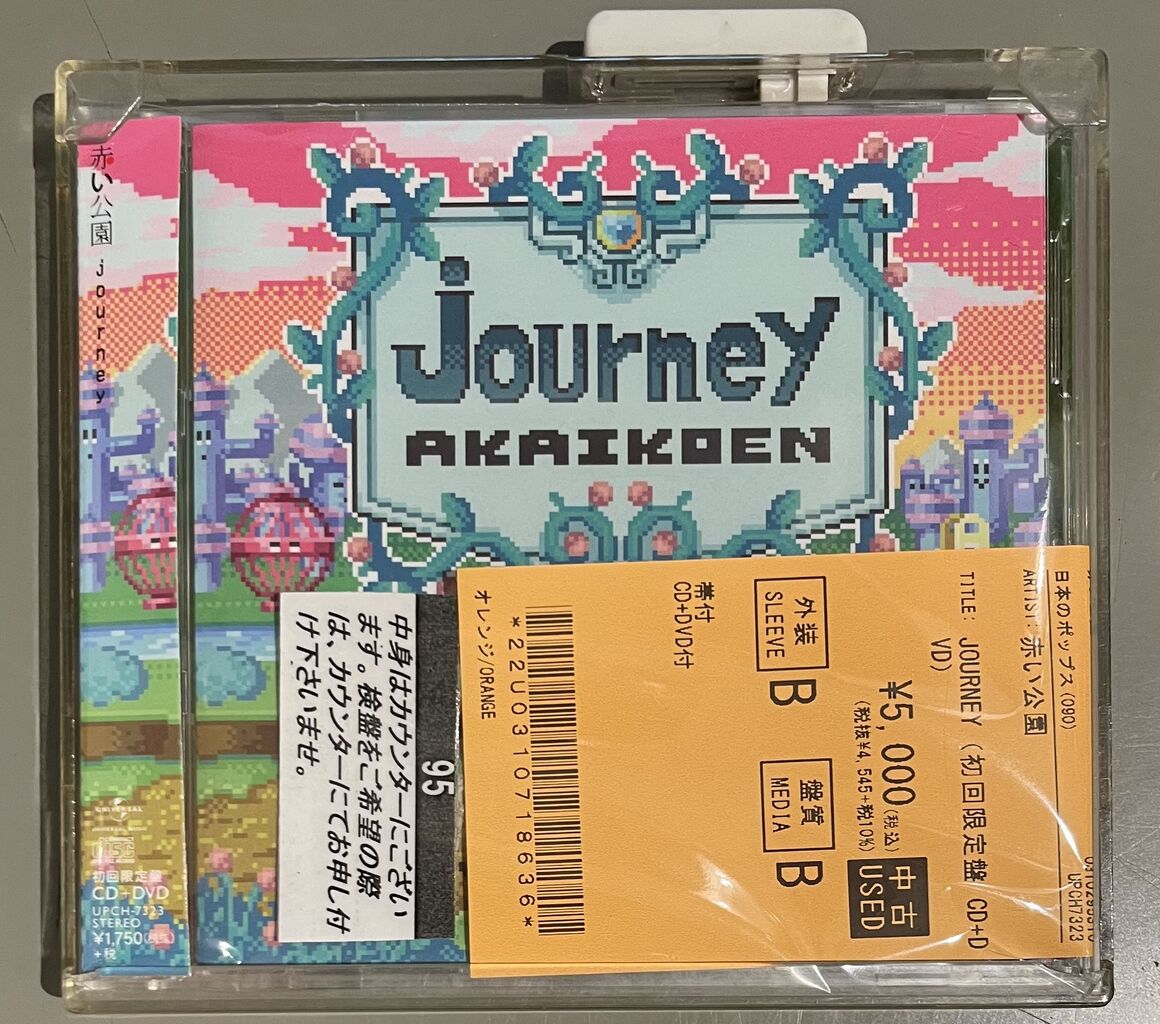 赤い公園 journey
journey
AKAIKOEN
UNIVERSAL
UNIVERSAL MUSIC
初回限定盤
CD+DVD
UPCH-7323
STEREO
¥1,750(税抜)
+税
中身はカウンターにござい
ます。検盤をご希望の際
は、カウンターにてお申し付
け下さいませ。
95
日本のポップス(090)
ARTIST: 赤い公園
UPCH7323
TITLE: JOURNEY (初回限定盤 CD+D
VD)
¥5,000(税込)
(税抜¥4,545+税10%)
中古
USED
外装
SLEEVE
B
盤質
MEDIA
B
帯付
CD+DVD付
*22U0310718636*
オレンジ/ORANGE